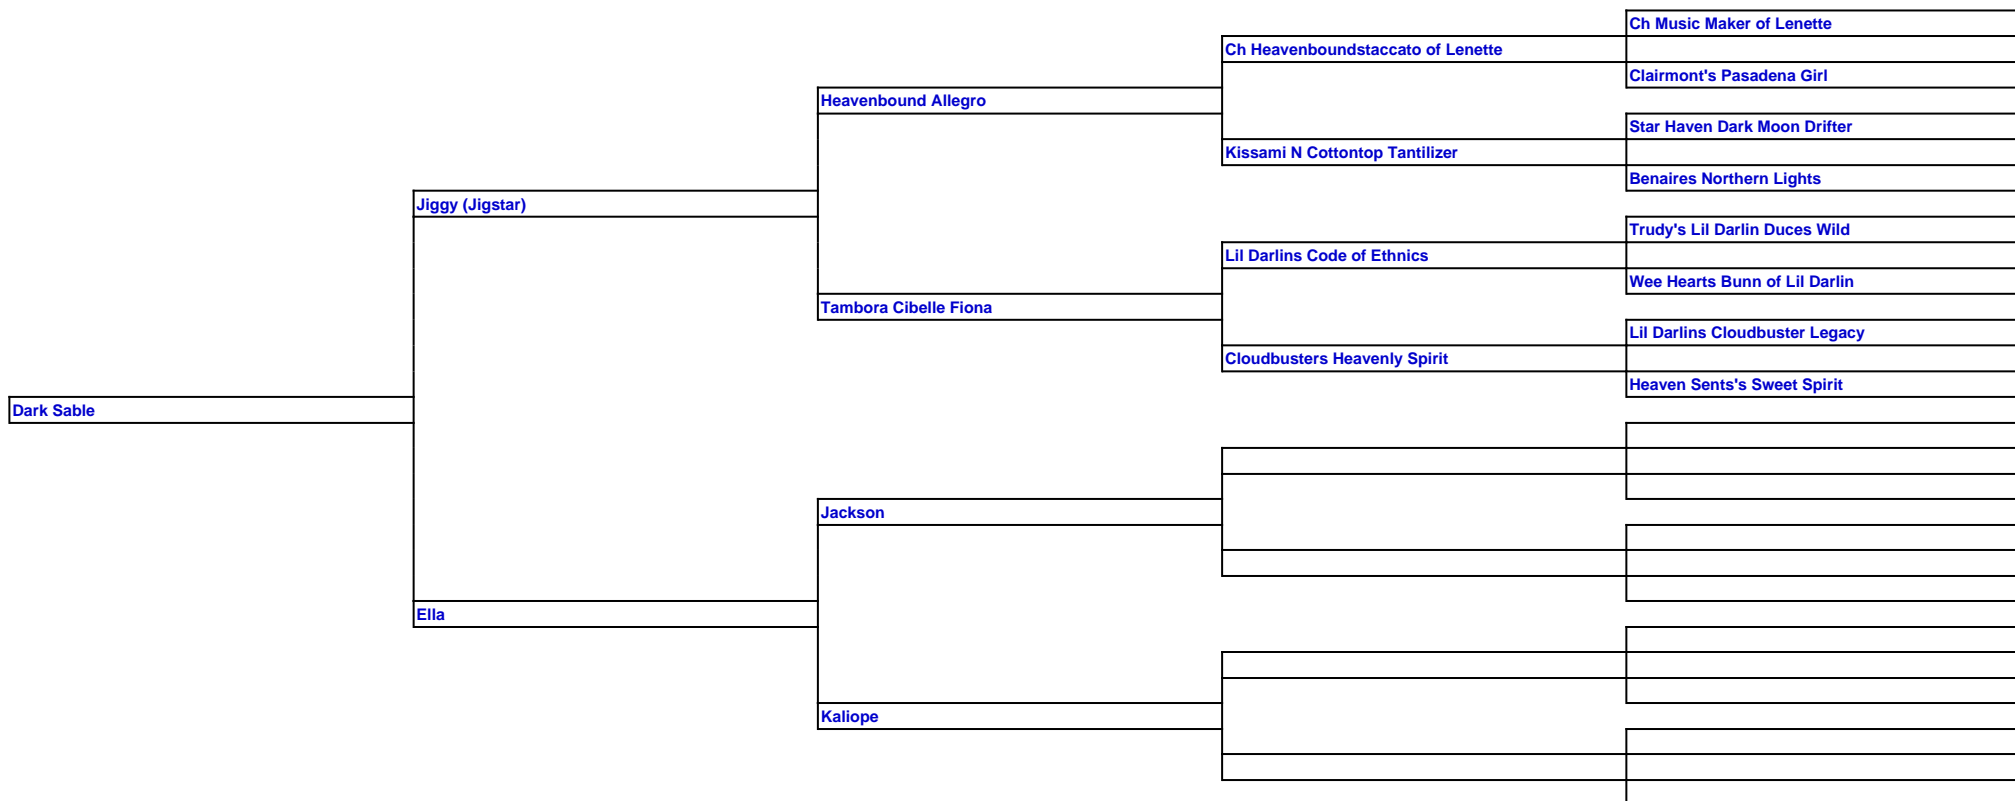 Ch Music Maker of Lenette
Ch Heavenboundstaccato of Lenette
Clairmont's Pasadena Girl
Heavenbound Allegro
Star Haven Dark Moon Drifter
Kissami N Cottontop Tantilizer
Benaires Northern Lights
Jiggy (Jigstar)
Trudy's Lil Darlin Duces Wild
Lil Darlins Code of Ethnics
Wee Hearts Bunn of Lil Darlin
Tambora Cibelle Fiona
Lil Darlins Cloudbuster Legacy
Cloudbusters Heavenly Spirit
Heaven Sents's Sweet Spirit
Dark Sable
Jackson
Ella
Kaliope